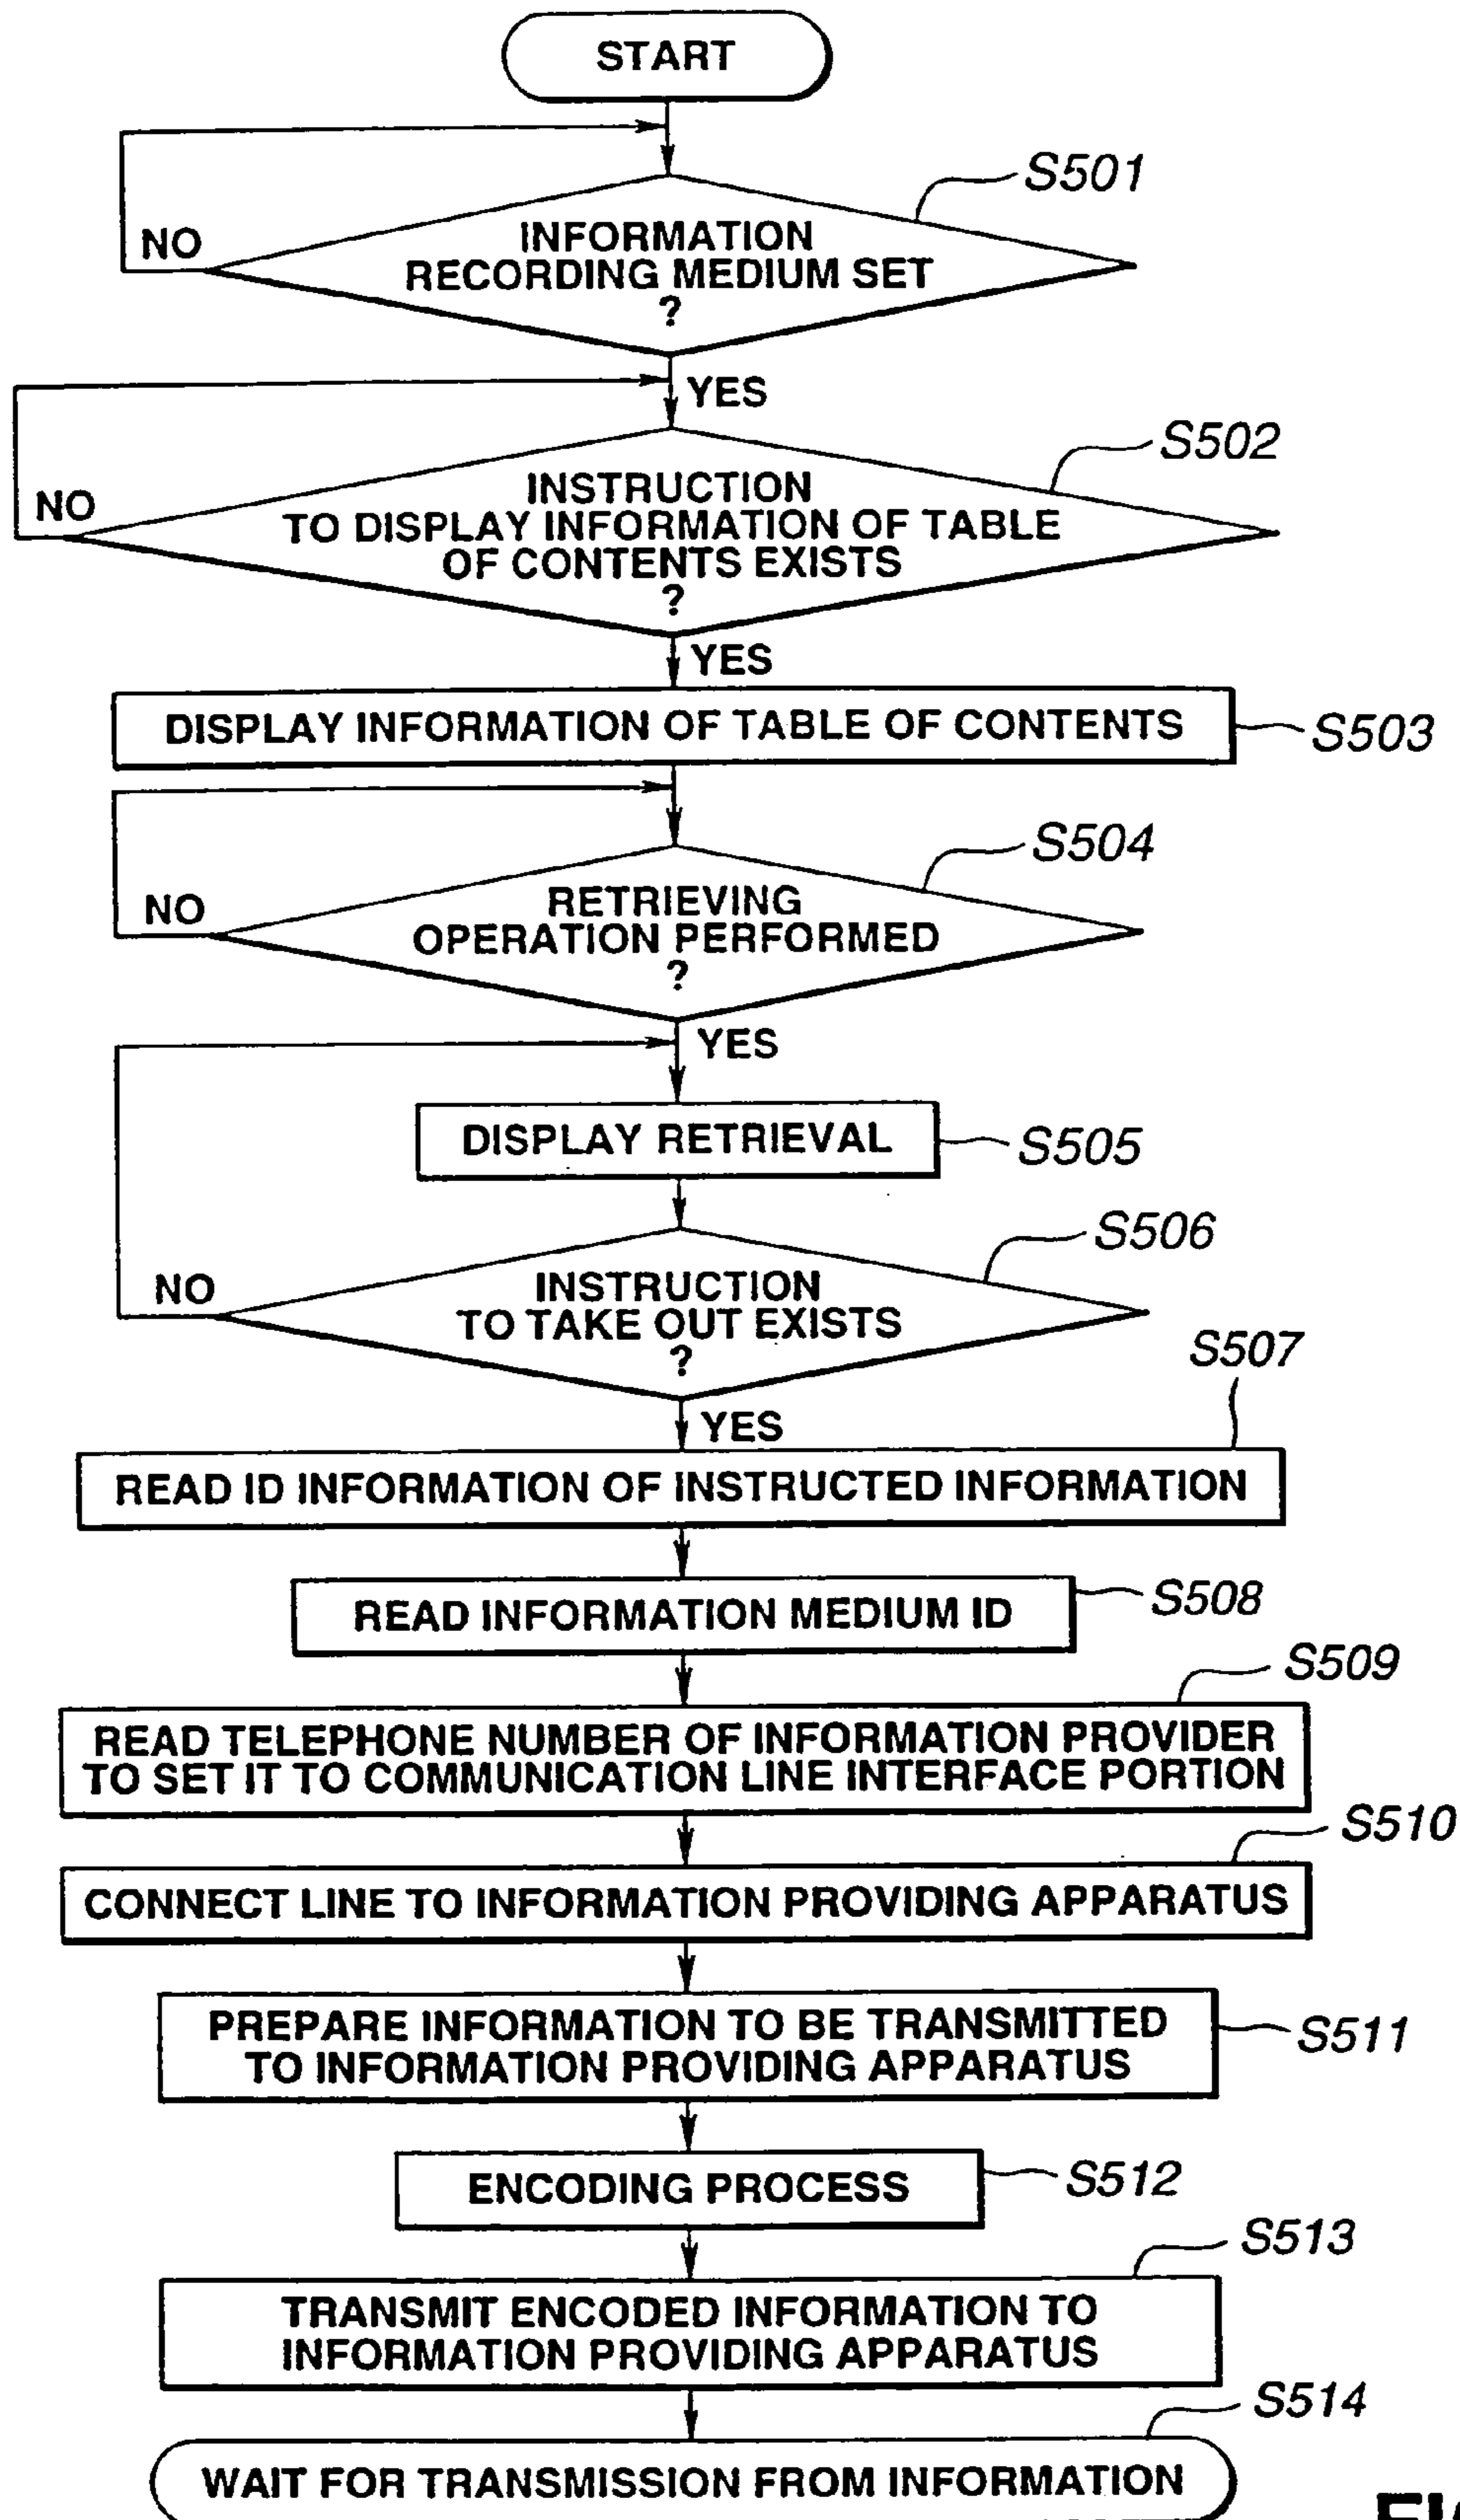 START
S501
NO
INFORMATION
RECORDING MEDIUM SET
?
YES
S502
NO
INSTRUCTION
TO DISPLAY INFORMATION OF TABLE
OF CONTENTS EXISTS
?
YES
DISPLAY INFORMATION OF TABLE OF CONTENTS
S503
S504
NO
RETRIEVING
OPERATION PERFORMED
?
YES
DISPLAY RETRIEVAL
S505
S506
NO
INSTRUCTION
TO TAKE OUT EXISTS
?
S507
YES
READ ID INFORMATION OF INSTRUCTED INFORMATION
READ INFORMATION MEDIUM ID
S508
S509
READ TELEPHONE NUMBER OF INFORMATION PROVIDER
TO SET IT TO COMMUNICATION LINE INTERFACE PORTION
S510
CONNECT LINE TO INFORMATION PROVIDING APPARATUS
PREPARE INFORMATION TO BE TRANSMITTED
TO INFORMATION PROVIDING APPARATUS
S511
ENCODING PROCESS
S512
S513
TRANSMIT ENCODED INFORMATION TO
INFORMATION PROVIDING APPARATUS
S514
WAIT FOR TRANSMISSION FROM INFORMATION